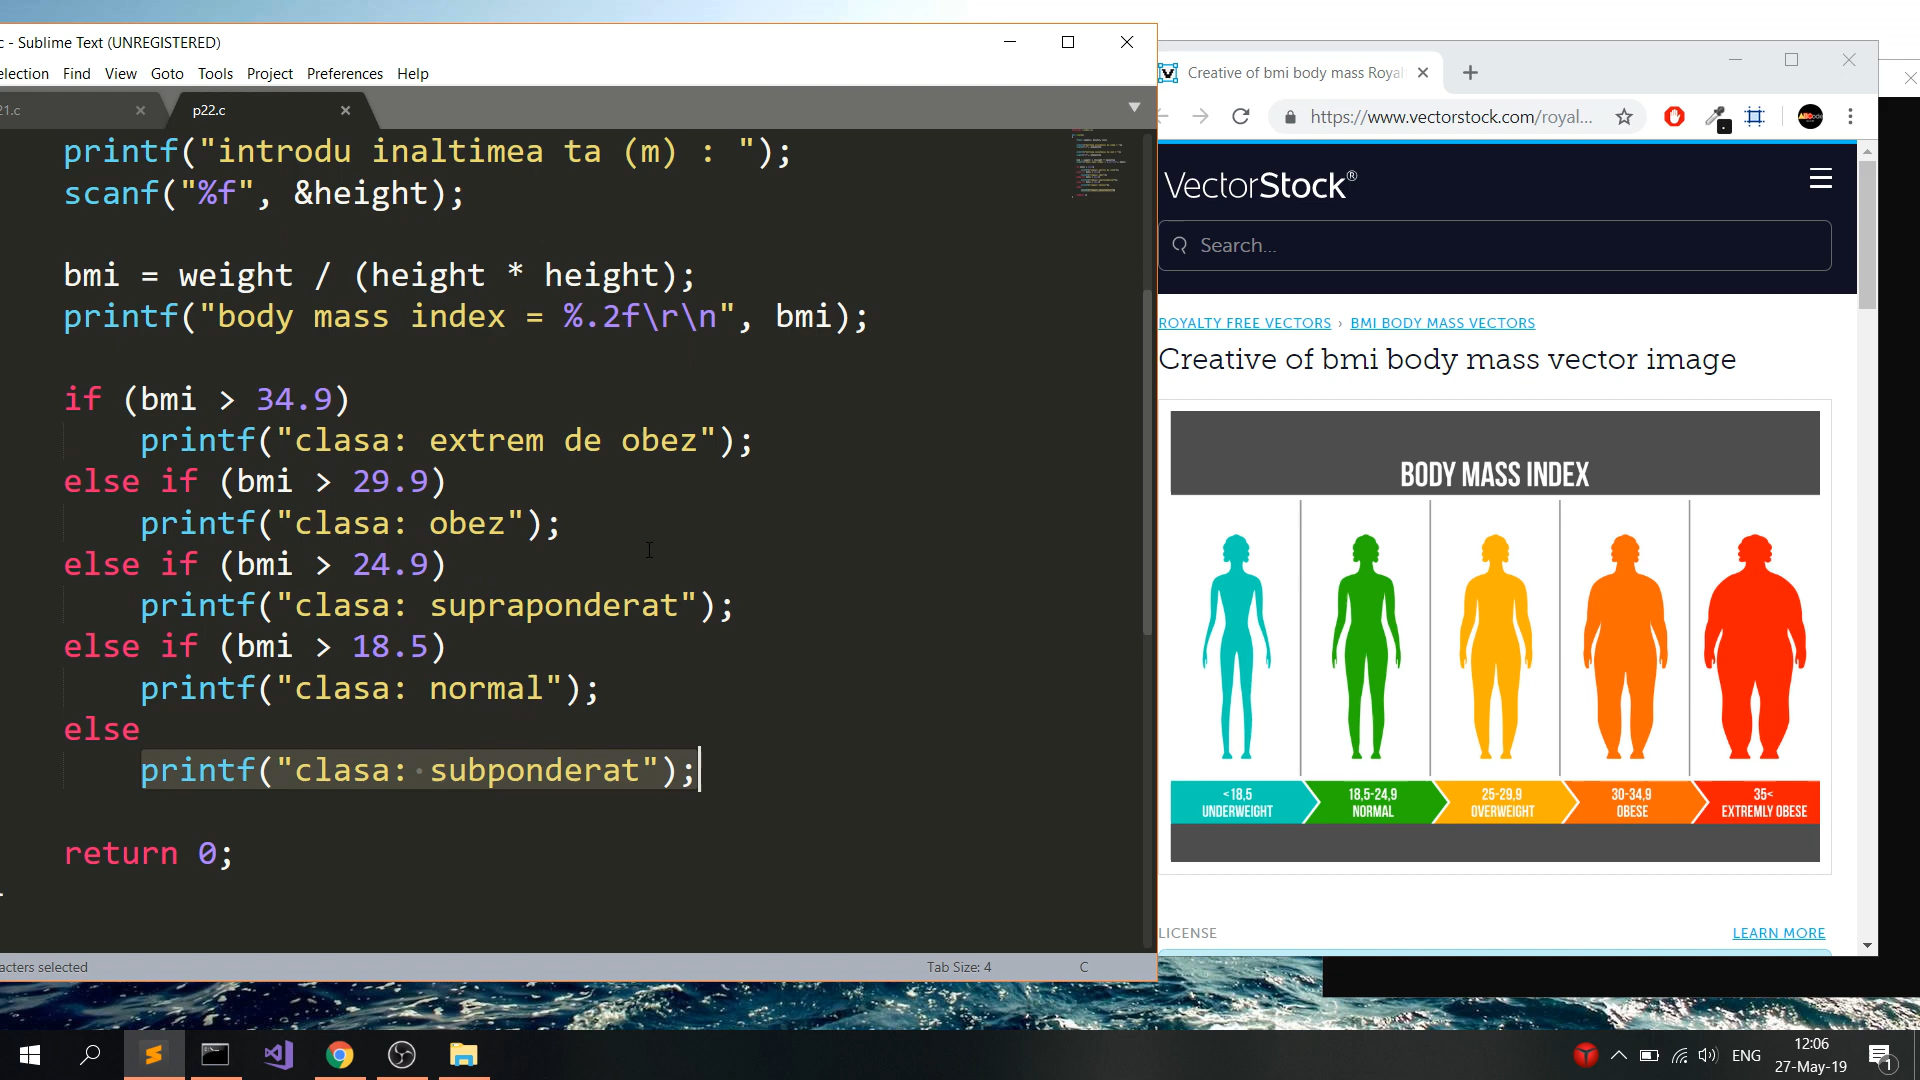 c - Sublime Text (UNREGISTERED)
election Find View Goto Tools Project Preferences Help
21.c
p22.c
printf("introdu inaltimea ta (m) : ");
scanf("%f", &height);
bmi = weight / (height * height);
printf("body mass index = %.2f\r\n", bmi);
if (bmi > 34.9)
printf("clasa: extrem de obez");
else if (bmi > 29.9)
printf("clasa: obez");
else if (bmi > 24.9)
printf("clasa: supraponderat");
else if (bmi > 18.5)
printf("clasa: normal");
else
printf("clasa: subponderat");
return 0;
acters selected
Tab Size: 4
C
Creative of bmi body mass Royal
https://www.vectorstock.com/royal...
VectorStock®
Search...
ROYALTY FREE VECTORS › BMI BODY MASS VECTORS
Creative of bmi body mass vector image
BODY MASS INDEX
<18,5
UNDERWEIGHT
18,5-24,9
NORMAL
25-29,9
OVERWEIGHT
30-34,9
OBESE
35<
EXTREMLY OBESE
LICENSE
LEARN MORE
ENG
12:06
27-May-19
1